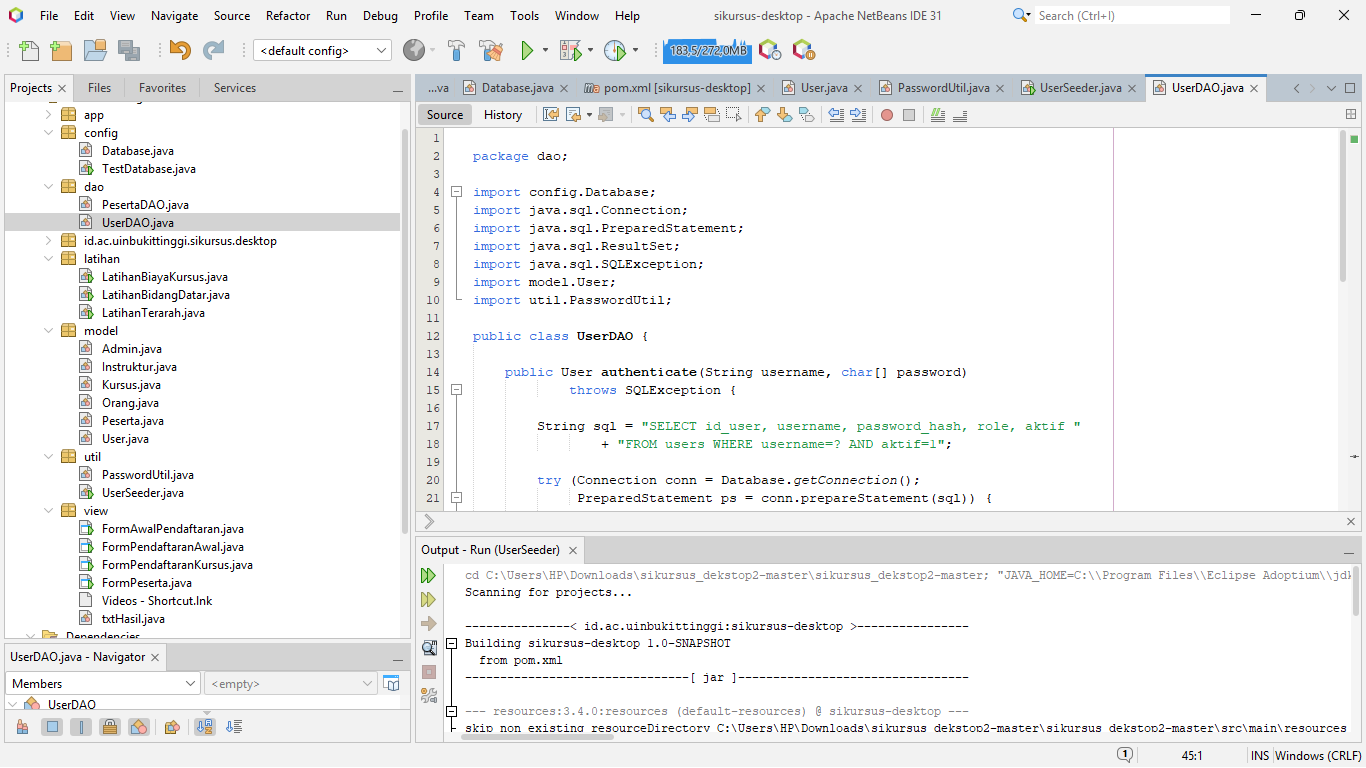 File Edit View Navigate Source Refactor Run Debug Profile Team Tools Window Help
sikursus-desktop - Apache NetBeans IDE 31
Search (Ctrl+I)
<default config>
183,5/272,0MB
Projects Files Favorites Services
app
config
Database.java
TestDatabase.java
dao
PesertaDAO.java
UserDAO.java
id.ac.uinbukittinggi.sikursus.desktop
latihan
LatihanBiayaKursus.java
LatihanBidangDatar.java
LatihanTerarah.java
model
Admin.java
Instruktur.java
Kursus.java
Orang.java
Peserta.java
User.java
util
PasswordUtil.java
UserSeeder.java
view
FormAwalPendaftaran.java
FormPendaftaranAwal.java
FormPendaftaranKursus.java
FormPeserta.java
Videos - Shortcut.lnk
txtHasil.java
Dependencies
UserDAO.java - Navigator
Members
<empty>
UserDAO
...va Database.java pom.xml [sikursus-desktop] User.java PasswordUtil.java UserSeeder.java UserDAO.java
Source History
1
2 package dao;
3
4 import config.Database;
5 import java.sql.Connection;
6 import java.sql.PreparedStatement;
7 import java.sql.ResultSet;
8 import java.sql.SQLException;
9 import model.User;
10 import util.PasswordUtil;
11
12 public class UserDAO {
13
14 public User authenticate(String username, char[] password)
15 throws SQLException {
16
17 String sql = "SELECT id_user, username, password_hash, role, aktif "
18 + "FROM users WHERE username=? AND aktif=1";
19
20 try (Connection conn = Database.getConnection();
21 PreparedStatement ps = conn.prepareStatement(sql)) {
Output - Run (UserSeeder)
cd C:\Users\HP\Downloads\sikursus_dekstop2-master\sikursus_dekstop2-master; "JAVA_HOME=C:\\Program Files\\Eclipse Adoptium\\jdk
Scanning for projects...
---------------< id.ac.uinbukittinggi:sikursus-desktop >----------------
Building sikursus-desktop 1.0-SNAPSHOT
from pom.xml
--------------------------------[ jar ]---------------------------------
--- resources:3.4.0:resources (default-resources) @ sikursus-desktop ---
skip non existing resourceDirectory C:\Users\HP\Downloads\sikursus_dekstop2-master\sikursus_dekstop2-master\src\main\resources
1
45:1
INS
Windows (CRLF)